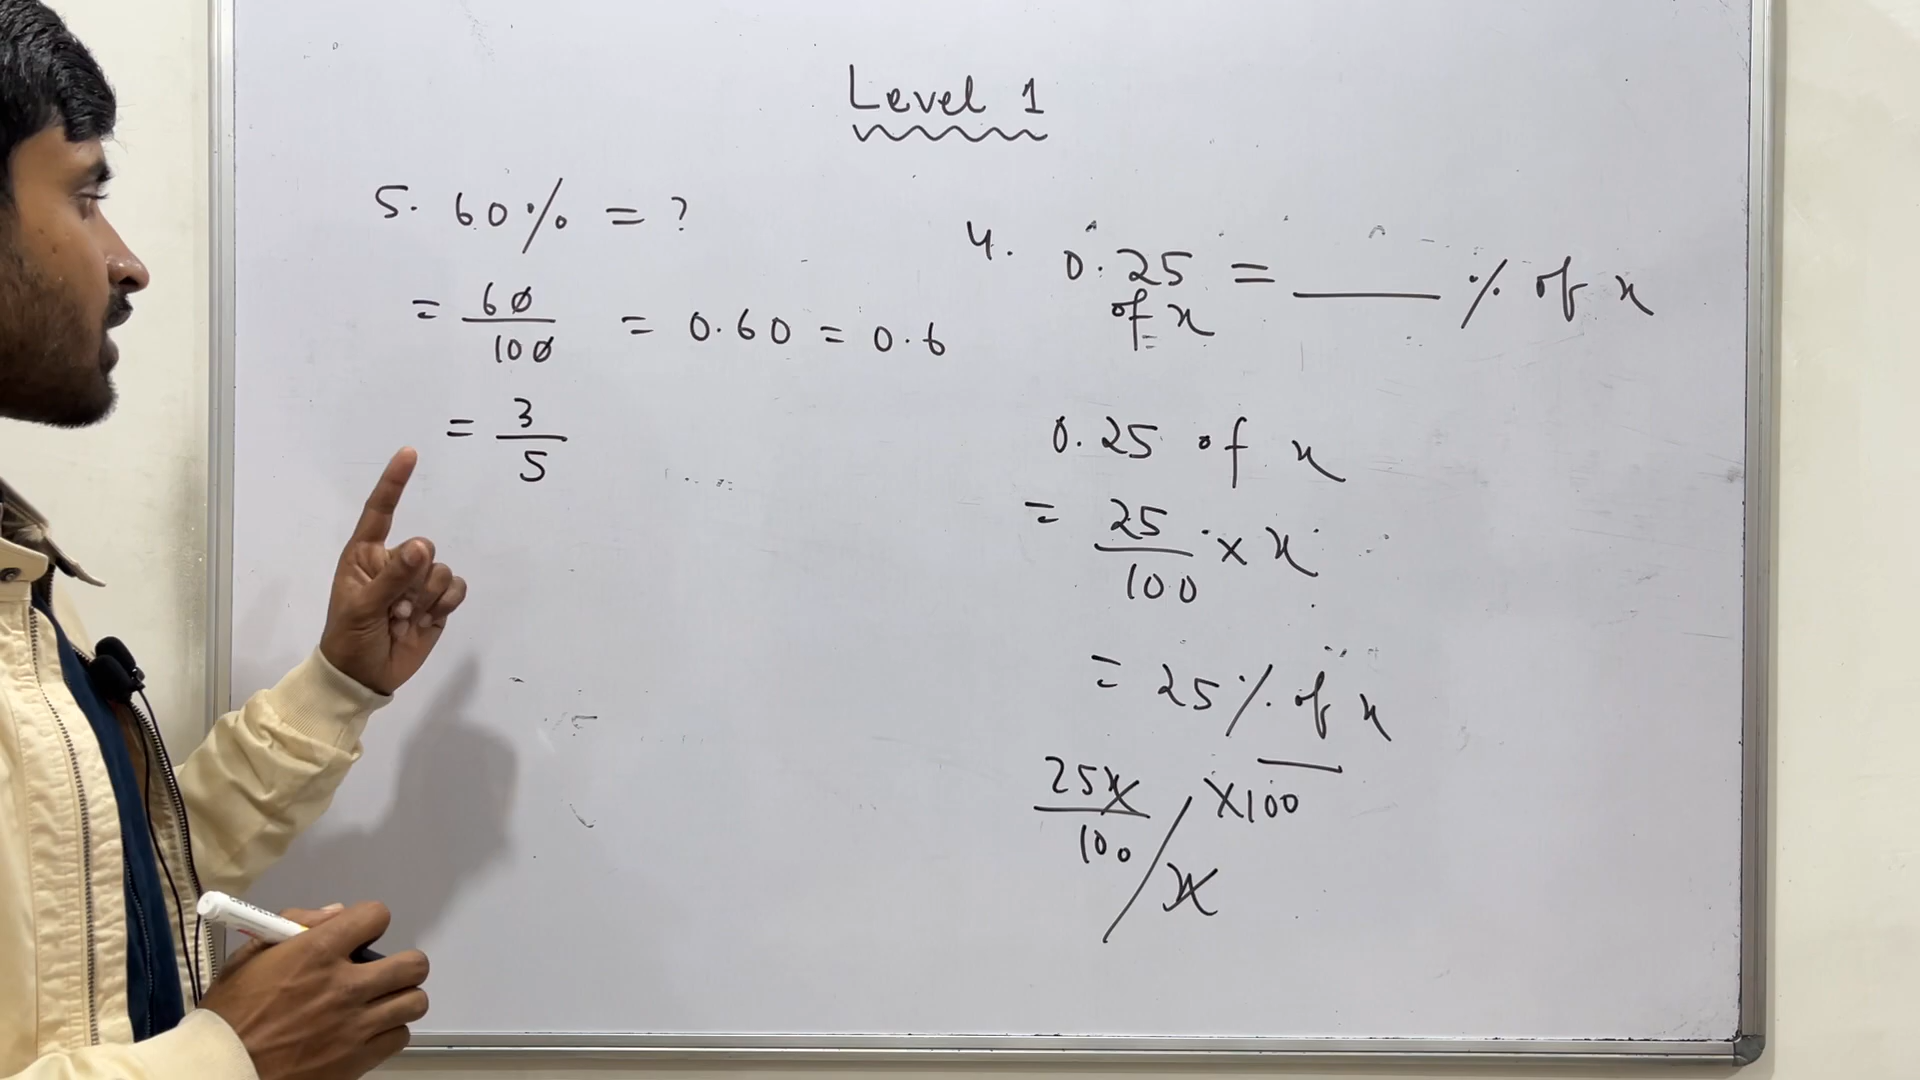 Level 1
5. 60% = ?
= 60/100 = 0.60 = 0.6
= 3/5
4. 0.25 of x = ____ % of x
0.25 of x
= 25/100 × x
= 25% of x
25x/100 / x ×100